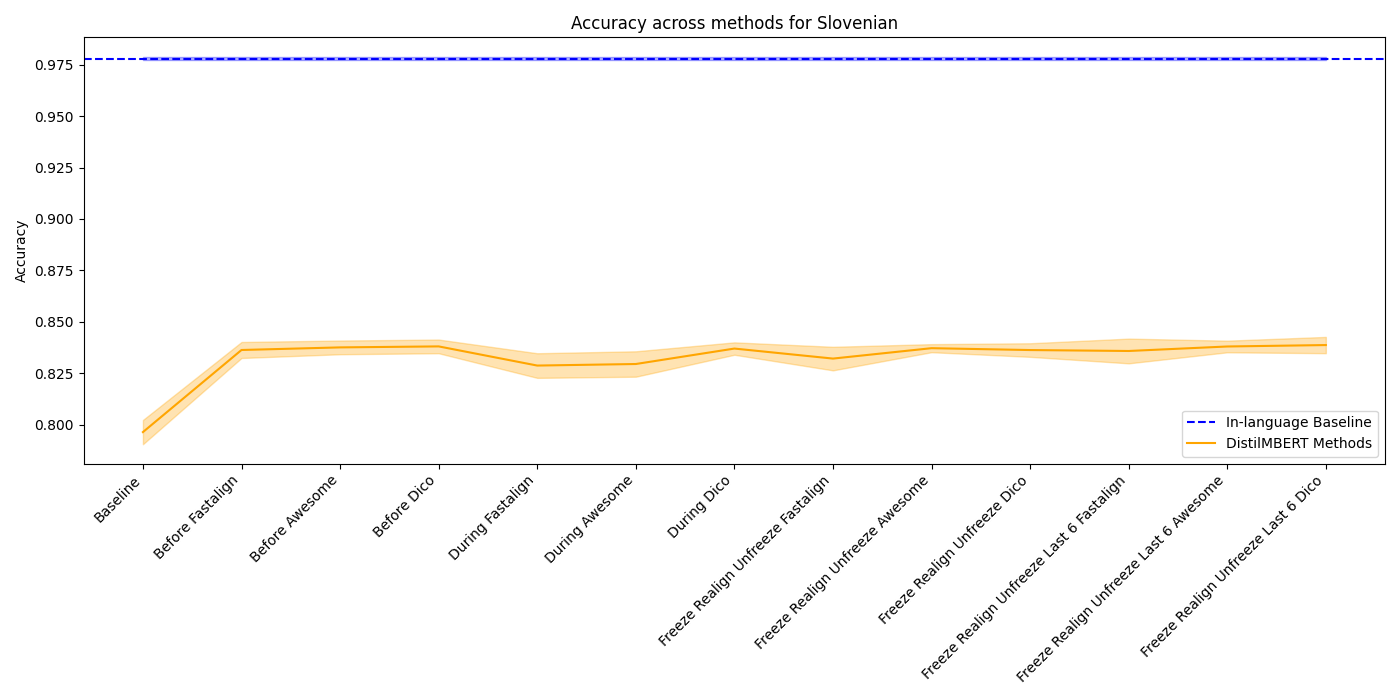 Accuracy across methods for Slovenian
Accuracy
0.975
0.950
0.925
0.900
0.875
0.850
0.825
0.800
In-language Baseline
DistilMBERT Methods
Baseline
Before Fastalign
Before Awesome
Before Dico
During Fastalign
During Awesome
During Dico
Freeze Realign Unfreeze Fastalign
Freeze Realign Unfreeze Awesome
Freeze Realign Unfreeze Dico
Freeze Realign Unfreeze Last 6 Fastalign
Freeze Realign Unfreeze Last 6 Awesome
Freeze Realign Unfreeze Last 6 Dico